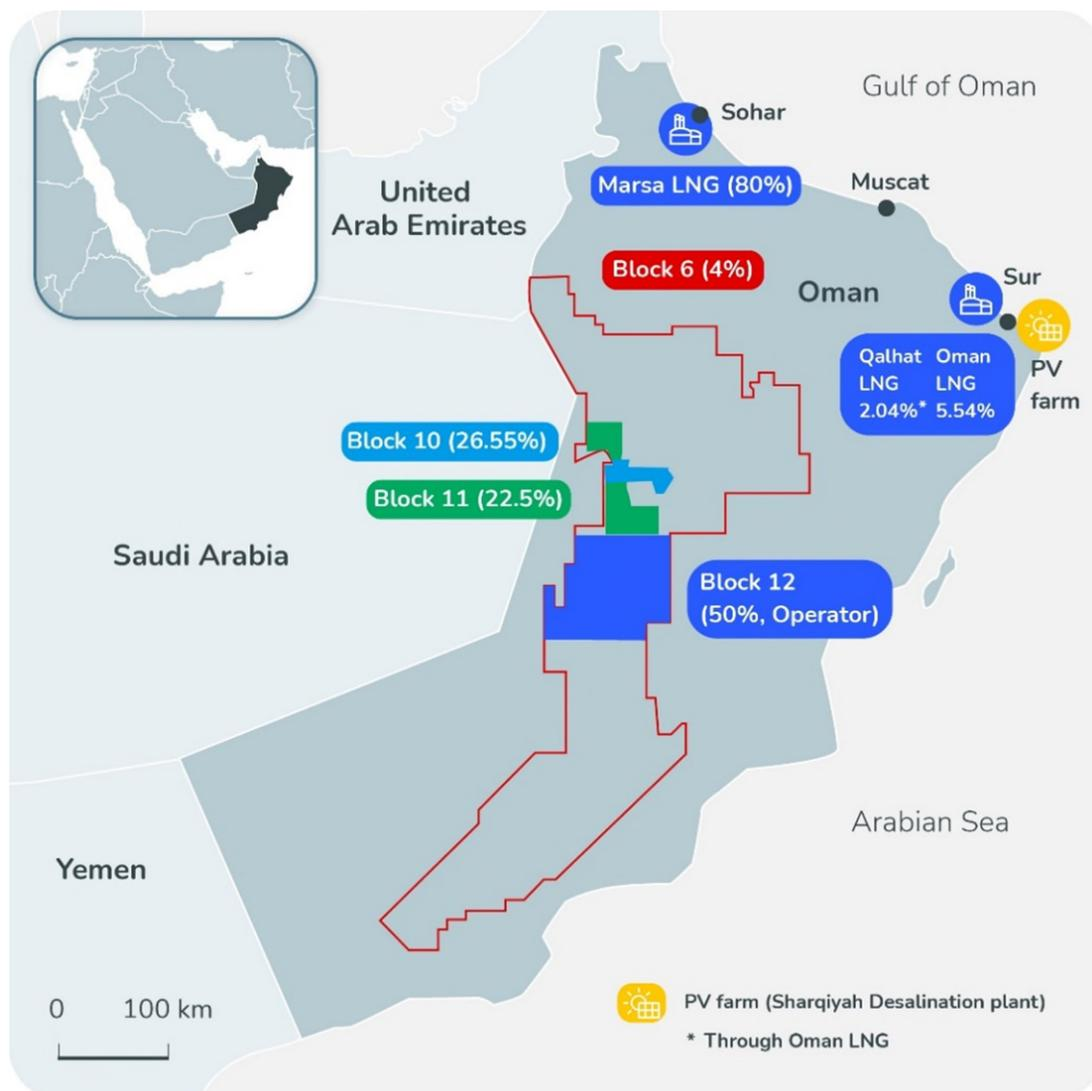 Gulf of Oman
Sohar
Marsa LNG (80%)
Muscat
United
Arab Emirates
Block 6 (4%)
Oman
Sur
Qalhat
LNG
2.04%*
Oman
LNG
5.54%
PV
farm
Block 10 (26.55%)
Block 11 (22.5%)
Saudi Arabia
Block 12
(50%, Operator)
Arabian Sea
Yemen
0 100 km
PV farm (Sharqiyah Desalination plant)
* Through Oman LNG